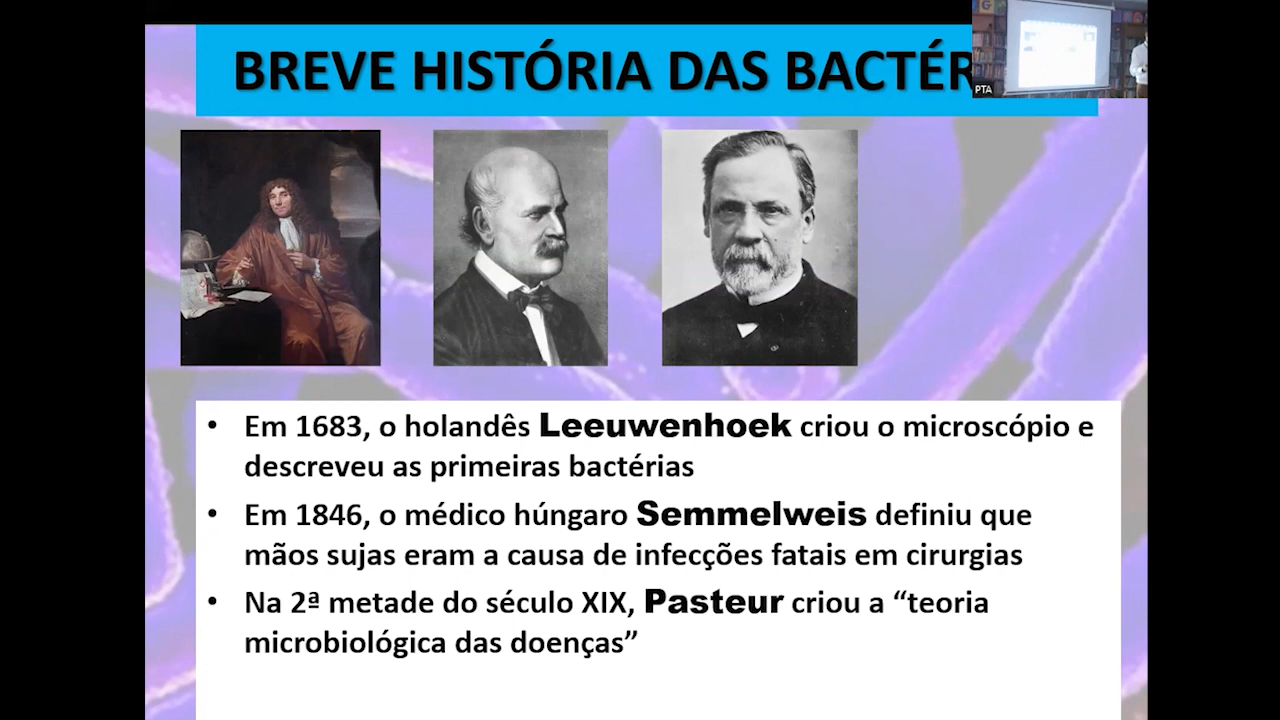 BREVE HISTÓRIA DAS BACTÉR
PTA
• Em 1683, o holandês Leeuwenhoek criou o microscópio e
descreveu as primeiras bactérias
• Em 1846, o médico húngaro Semmelweis definiu que
mãos sujas eram a causa de infecções fatais em cirurgias
• Na 2ª metade do século XIX, Pasteur criou a “teoria
microbiológica das doenças”